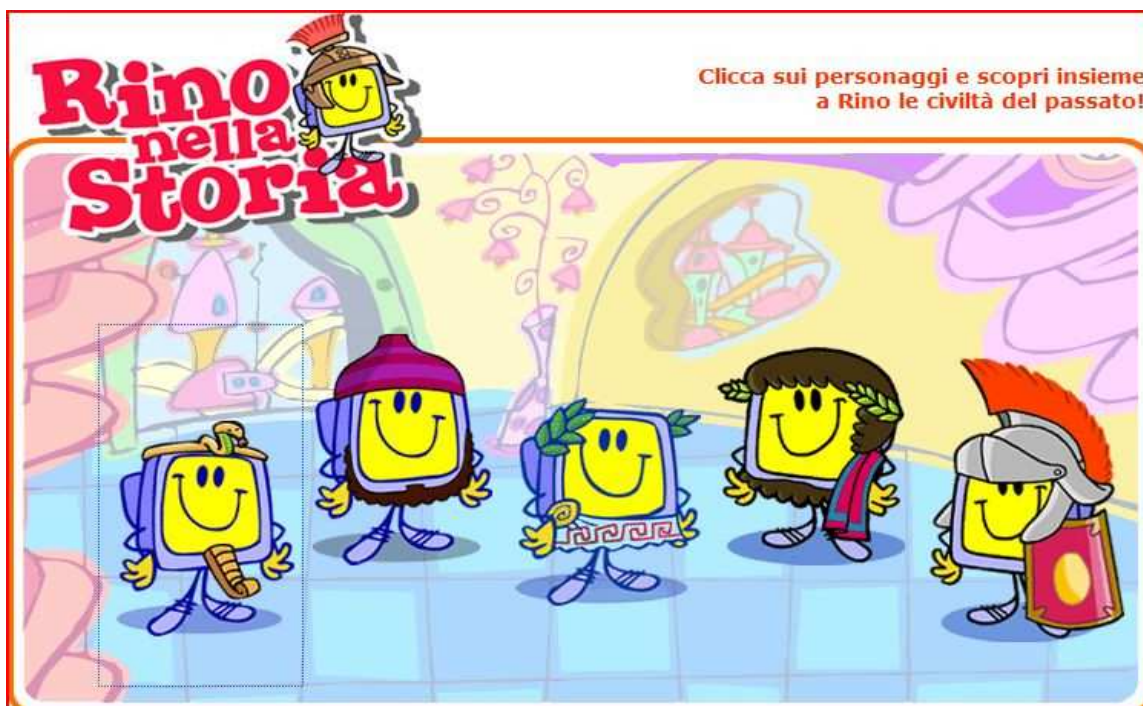 Rino
nella
Storia
Clicca sui personaggi e scopri insieme
a Rino le civiltà del passato!